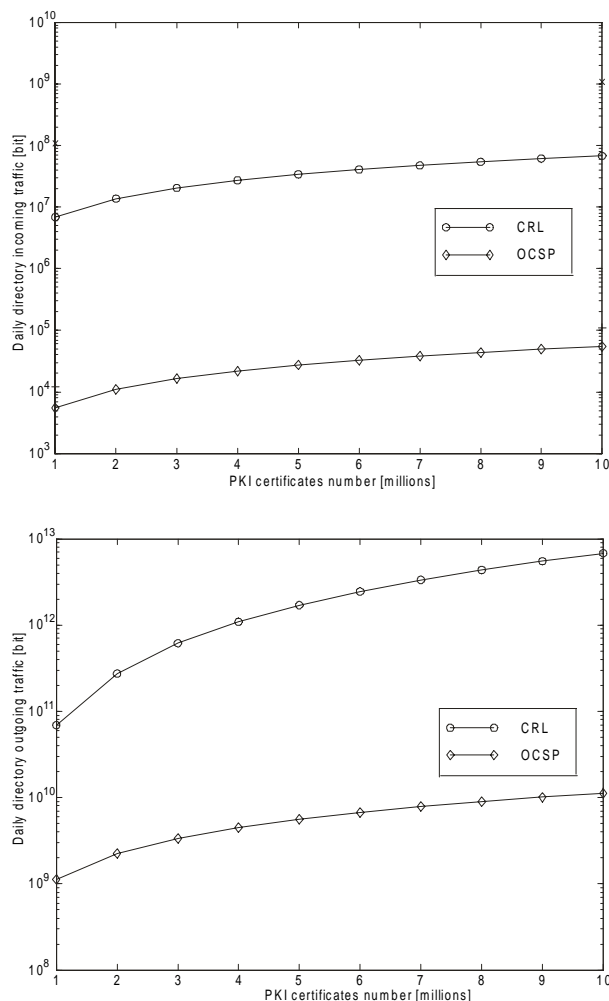 10^10
10^9
10^8
10^7
10^6
10^5
10^4
10^3
Daily directory incoming traffic [bit]
CRL
OCSP
1 2 3 4 5 6 7 8 9 10
PKI certificates number [millions]
10^13
10^12
10^11
10^10
10^9
10^8
Daily directory outgoing traffic [bit]
CRL
OCSP
1 2 3 4 5 6 7 8 9 10
PKI certificates number [millions]